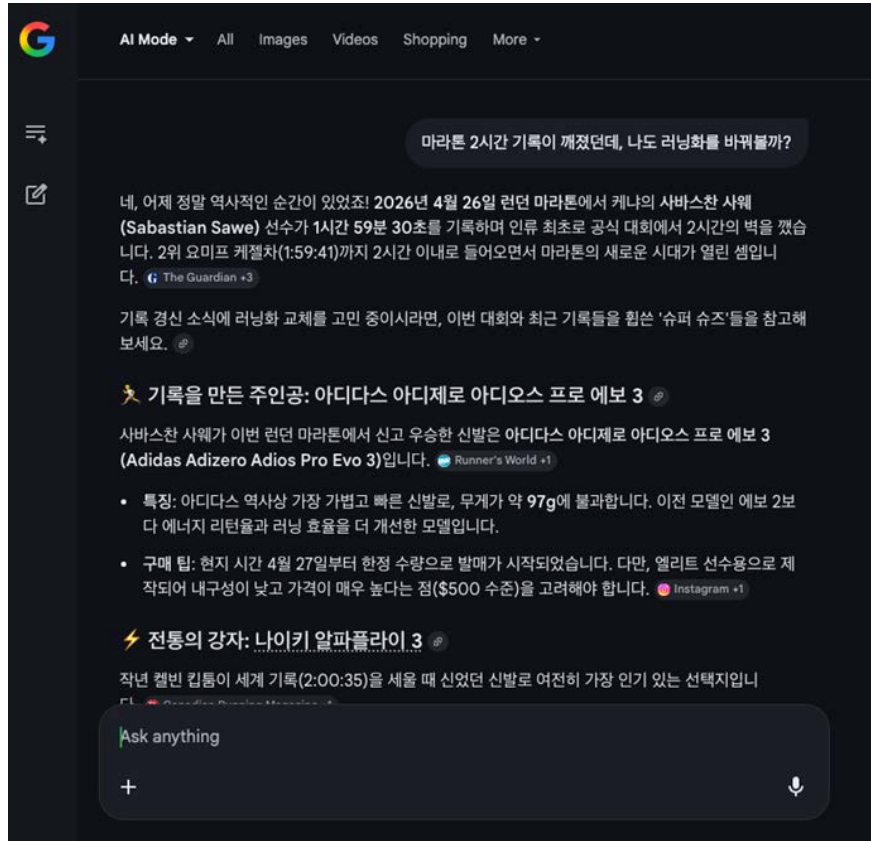 AI Mode All Images Videos Shopping More
마라톤 2시간 기록이 깨졌던데, 나도 러닝화를 바꿔볼까?
네, 어제 정말 역사적인 순간이 있었죠! 2026년 4월 26일 런던 마라톤에서 케냐의 사바스찬 사웨
(Sabastian Sawe) 선수가 1시간 59분 30초를 기록하며 인류 최초로 공식 대회에서 2시간의 벽을 깼습
니다. 2위 요미프 케젤차(1:59:41)까지 2시간 이내로 들어오면서 마라톤의 새로운 시대가 열린 셈입니
다. The Guardian +3
기록 경신 소식에 러닝화 교체를 고민 중이시라면, 이번 대회와 최근 기록들을 휩쓴 '슈퍼 슈즈'들을 참고해
보세요.
기록을 만든 주인공: 아디다스 아디제로 아디오스 프로 에보 3
사바스찬 사웨가 이번 런던 마라톤에서 신고 우승한 신발은 아디다스 아디제로 아디오스 프로 에보 3
(Adidas Adizero Adios Pro Evo 3)입니다. Runner's World +1
• 특징: 아디다스 역사상 가장 가볍고 빠른 신발로, 무게가 약 97g에 불과합니다. 이전 모델인 에보 2보
다 에너지 리턴율과 러닝 효율을 더 개선한 모델입니다.
• 구매 팁: 현지 시간 4월 27일부터 한정 수량으로 발매가 시작되었습니다. 다만, 엘리트 선수용으로 제
작되어 내구성이 낮고 가격이 매우 높다는 점($500 수준)을 고려해야 합니다. Instagram +1
전통의 강자: 나이키 알파플라이 3
작년 켈빈 킵툼이 세계 기록(2:00:35)을 세울 때 신었던 신발로 여전히 가장 인기 있는 선택지입니
다. Canadian Running Magazine +1
Ask anything